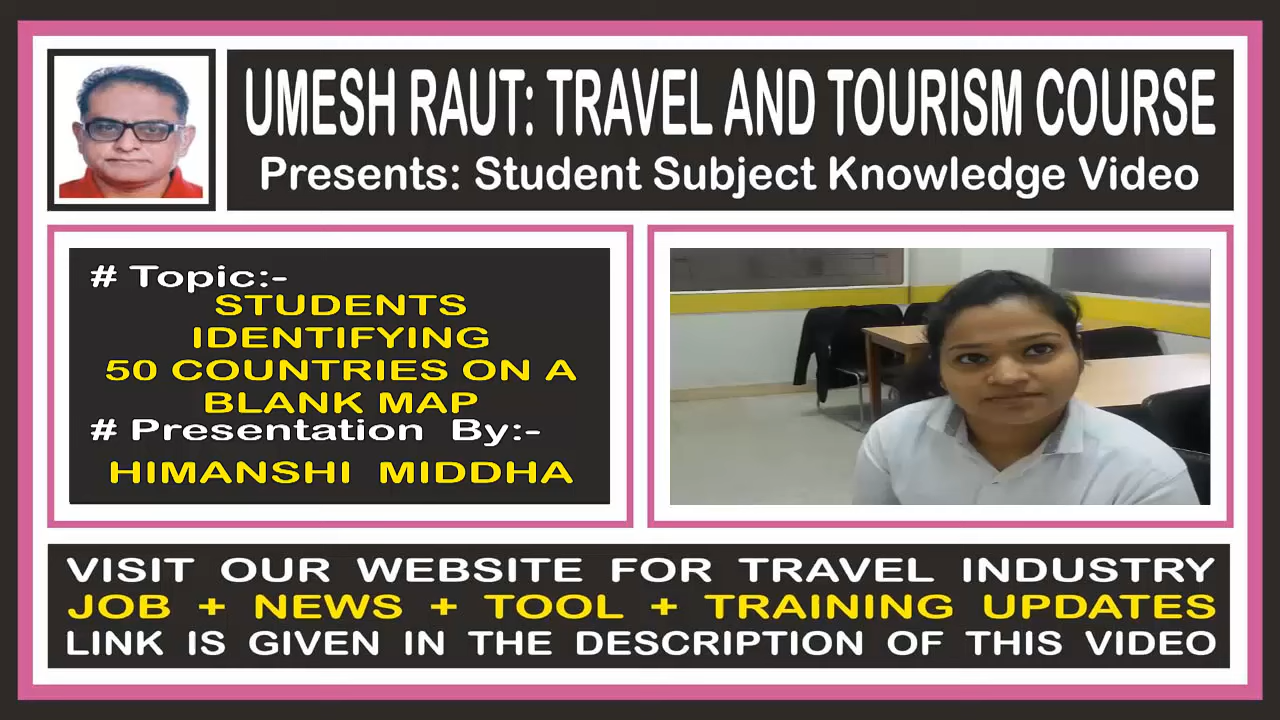 UMESH RAUT: TRAVEL AND TOURISM COURSE
Presents: Student Subject Knowledge Video
# Topic:-
STUDENTS
IDENTIFYING
50 COUNTRIES ON A
BLANK MAP
# Presentation By:-
HIMANSHI MIDDHA
VISIT OUR WEBSITE FOR TRAVEL INDUSTRY
JOB + NEWS + TOOL + TRAINING UPDATES
LINK IS GIVEN IN THE DESCRIPTION OF THIS VIDEO